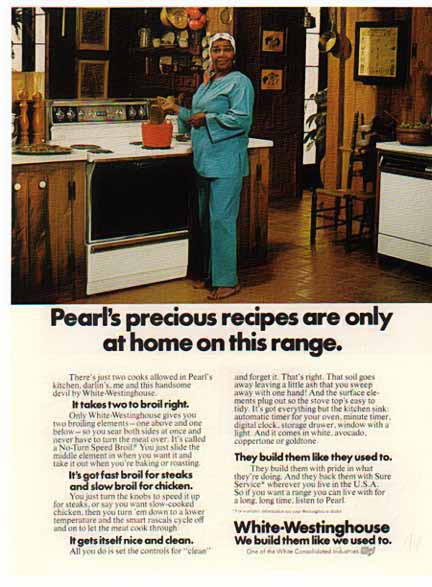 Pearl's precious recipes are only
at home on this range.
There's just two cooks allowed in Pearl's
kitchen, darlin's, me and this handsome
devil by Westinghouse.
It takes two to broil right.
Only White-Westinghouse gives you
two broiling elements—one above and one
below—so you sear both sides at once and
never have to turn the meat over. It's called
a No-Turn Speed Broil.® You just slide the
middle element in when you want it and
take it out when you're baking or roasting.
It's got fast broil for steaks
and slow broil for chicken.
You just turn the knobs to speed it up
for steaks, or say you want slow-cooked
chicken, then you turn 'em down to a lower
temperature and the smart rascals cycle off
and on to let the meat cook through.
It gets itself nice and clean.
All you do is set the controls for "clean"
and forget it. That's right. That soil goes
away leaving a little ash that you sweep
away with one hand! And the surface ele-
ments plug out so the stove top's easy to
tidy. It's got everything but the kitchen sink:
automatic timer for your oven, minute timer,
digital clock, storage drawer, window with a
light. And it comes in white, avocado,
coppertone or goldtone.
They build them like they used to.
They build them with pride in what
they're doing. And they back them with Sure
Service* wherever you live in the U.S.A.
So if you want a range you can live with for
a long, long time, listen to Pearl.
White-Westinghouse
We build them like we used to.
One of the White Consolidated Industries